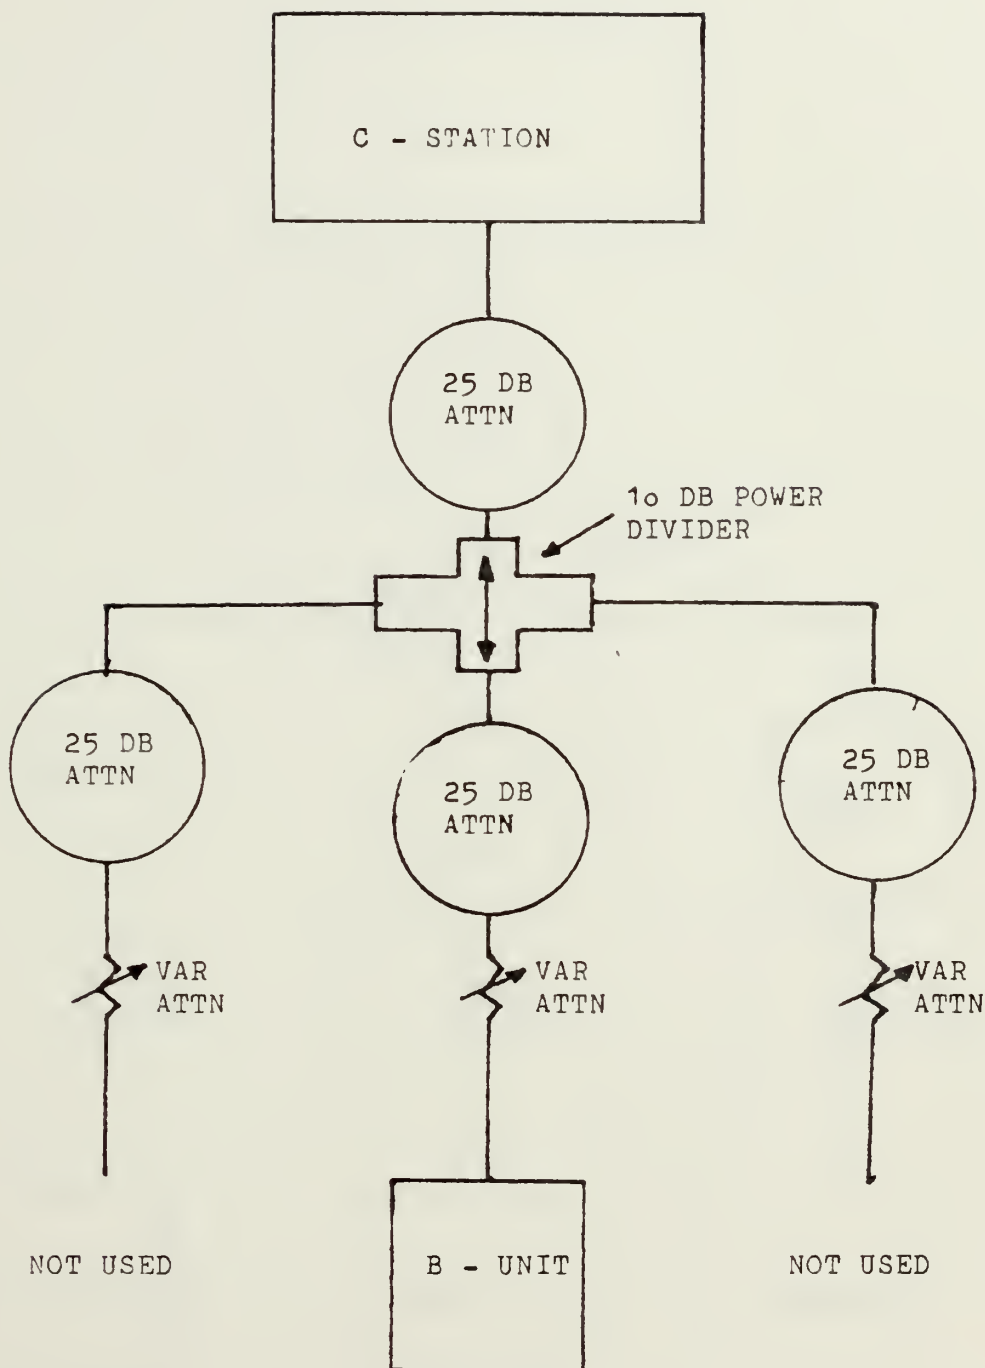 C - STATION
25 DB
ATTN
10 DB POWER
DIVIDER
25 DB
ATTN
25 DB
ATTN
25 DB
ATTN
VAR
ATTN
VAR
ATTN
VAR
ATTN
NOT USED
B - UNIT
NOT USED